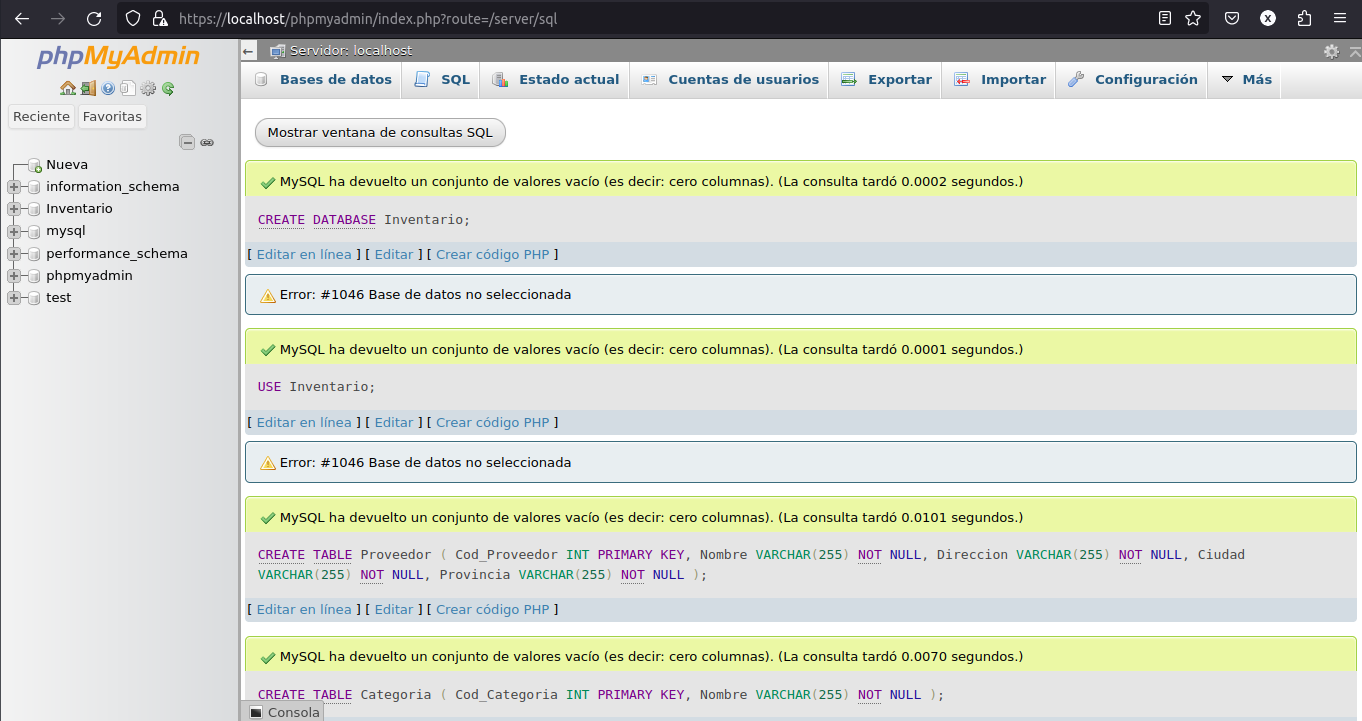 https://localhost/phpmyadmin/index.php?route=/server/sql
X
phpMyAdmin
Reciente
Favoritas
Nueva
information_schema
Inventario
mysql
performance_schema
phpmyadmin
test
Servidor: localhost
Bases de datos
SQL
Estado actual
Cuentas de usuarios
Exportar
Importar
Configuración
Más
Mostrar ventana de consultas SQL
MySQL ha devuelto un conjunto de valores vacío (es decir: cero columnas). (La consulta tardó 0.0002 segundos.)
CREATE DATABASE Inventario;
[ Editar en línea ] [ Editar ] [ Crear código PHP ]
Error: #1046 Base de datos no seleccionada
MySQL ha devuelto un conjunto de valores vacío (es decir: cero columnas). (La consulta tardó 0.0001 segundos.)
USE Inventario;
[ Editar en línea ] [ Editar ] [ Crear código PHP ]
Error: #1046 Base de datos no seleccionada
MySQL ha devuelto un conjunto de valores vacío (es decir: cero columnas). (La consulta tardó 0.0101 segundos.)
CREATE TABLE Proveedor ( Cod_Proveedor INT PRIMARY KEY, Nombre VARCHAR(255) NOT NULL, Direccion VARCHAR(255) NOT NULL, Ciudad
VARCHAR(255) NOT NULL, Provincia VARCHAR(255) NOT NULL );
[ Editar en línea ] [ Editar ] [ Crear código PHP ]
MySQL ha devuelto un conjunto de valores vacío (es decir: cero columnas). (La consulta tardó 0.0070 segundos.)
CREATE TABLE Categoria ( Cod_Categoria INT PRIMARY KEY, Nombre VARCHAR(255) NOT NULL );
Consola